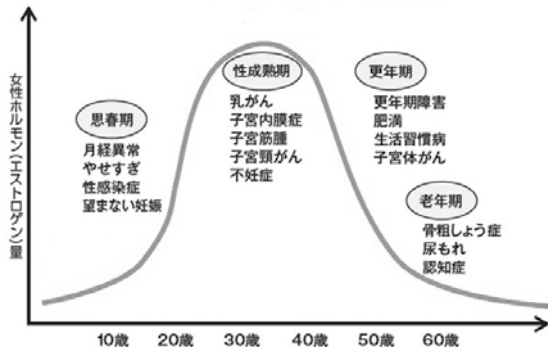 女性ホルモン(エストロゲン)量
思春期
月経異常
やせすぎ
性感染症
望まない妊娠
性成熟期
乳がん
子宮内膜症
子宮筋腫
子宮頸がん
不妊症
更年期
更年期障害
肥満
生活習慣病
子宮体がん
老年期
骨粗しょう症
尿もれ
認知症
10歳 20歳 30歳 40歳 50歳 60歳